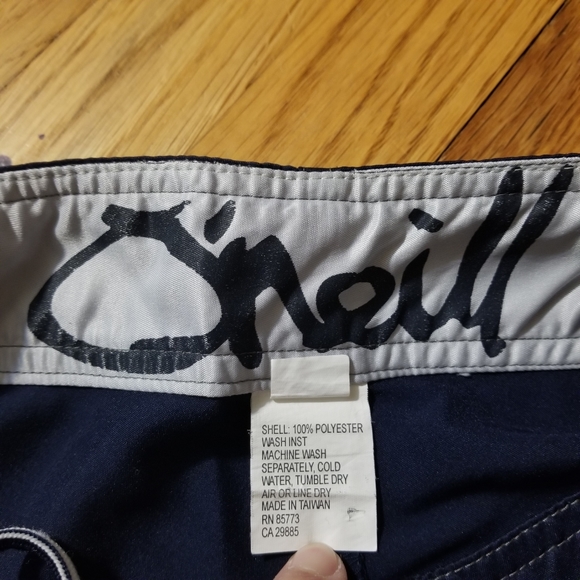 O'neill
SHELL: 100% POLYESTER
WASH INST
MACHINE WASH
SEPARATELY, COLD
WATER, TUMBLE DRY
AIR OR LINE DRY
MADE IN TAIWAN
RN 85773
CA 29885